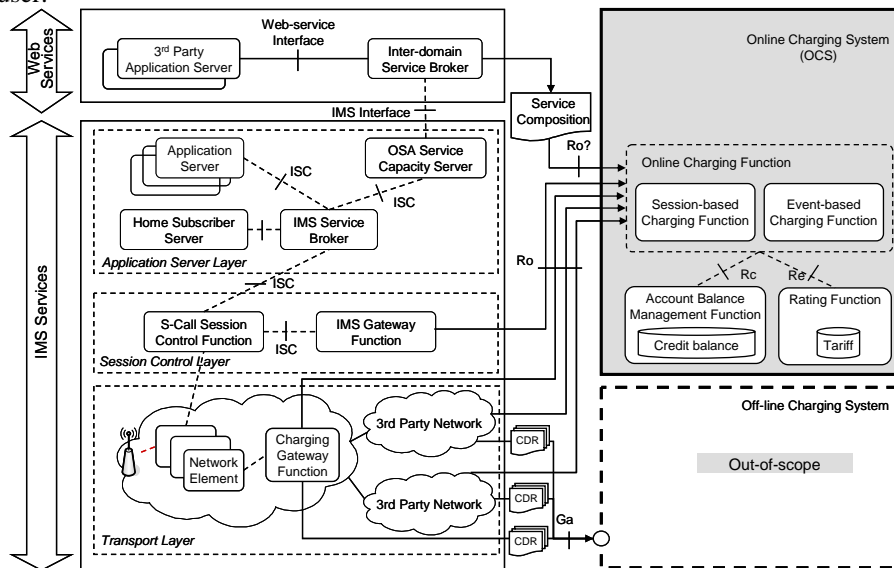 user.
Web
Services
3rd Party
Application Server
Web-service
Interface
Inter-domain
Service Broker
IMS Interface
Service
Composition
Ro?
Online Charging System
(OCS)
Online Charging Function
Session-based
Charging Function
Event-based
Charging Function
Rc
Re
Account Balance
Management Function
Credit balance
Rating Function
Tariff
IMS Services
Application
Server
ISC
OSA Service
Capacity Server
ISC
Home Subscriber
Server
IMS Service
Broker
Application Server Layer
ISC
Ro
S-Call Session
Control Function
ISC
IMS Gateway
Function
Session Control Layer
Network
Element
Charging
Gateway
Function
3rd Party Network
3rd Party Network
CDR
CDR
CDR
Ga
Transport Layer
Off-line Charging System
Out-of-scope